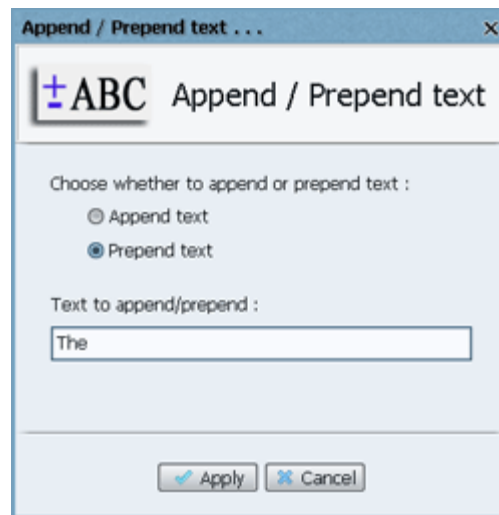 Append / Prepend text . . .
±ABC Append / Prepend text
Choose whether to append or prepend text :
Append text
Prepend text
Text to append/prepend :
The
Apply Cancel